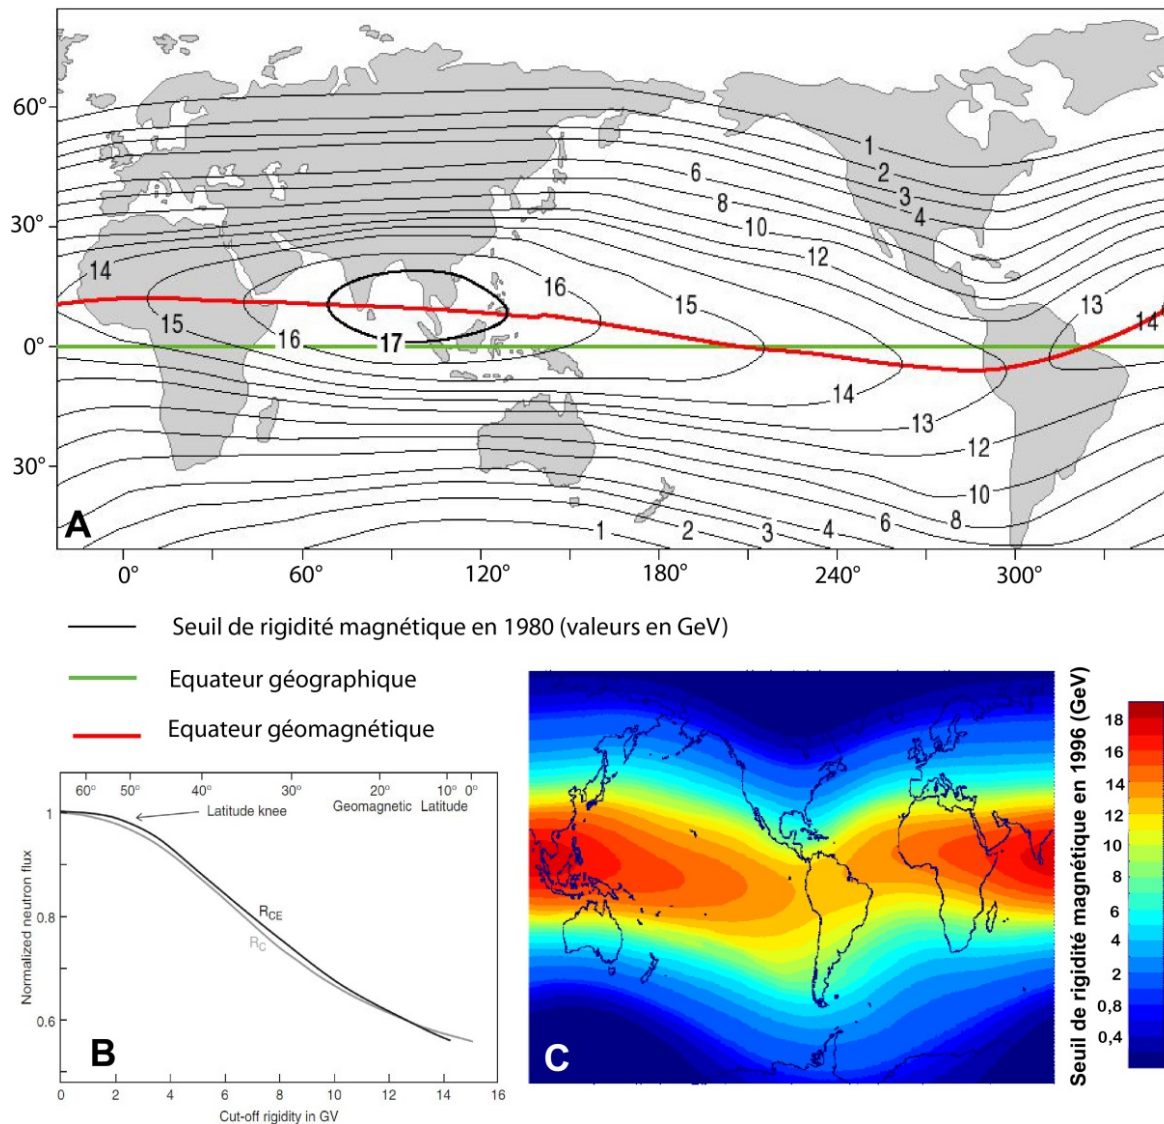 60°
30°
0°
30°
1
2
3
4
6
8
10
12
13
14
14
15
16
17
16
15
14
13
12
10
8
6
4
3
2
1
14
A
0° 60° 120° 180° 240° 300°
Seuil de rigidité magnétique en 1980 (valeurs en GeV)
Equateur géographique
Equateur géomagnétique
60° 50° 40° 30° 20° 10° 0°
Latitude knee
Geomagnetic Latitude
Normalized neutron flux
1
0.8
0.6
R_CE
R_C
B
0 2 4 6 8 10 12 14 16
Cut-off rigidity in GV
C
Seuil de rigidité magnétique en 1996 (GeV)
18
16
14
12
10
8
6
4
2
0,8
0,4